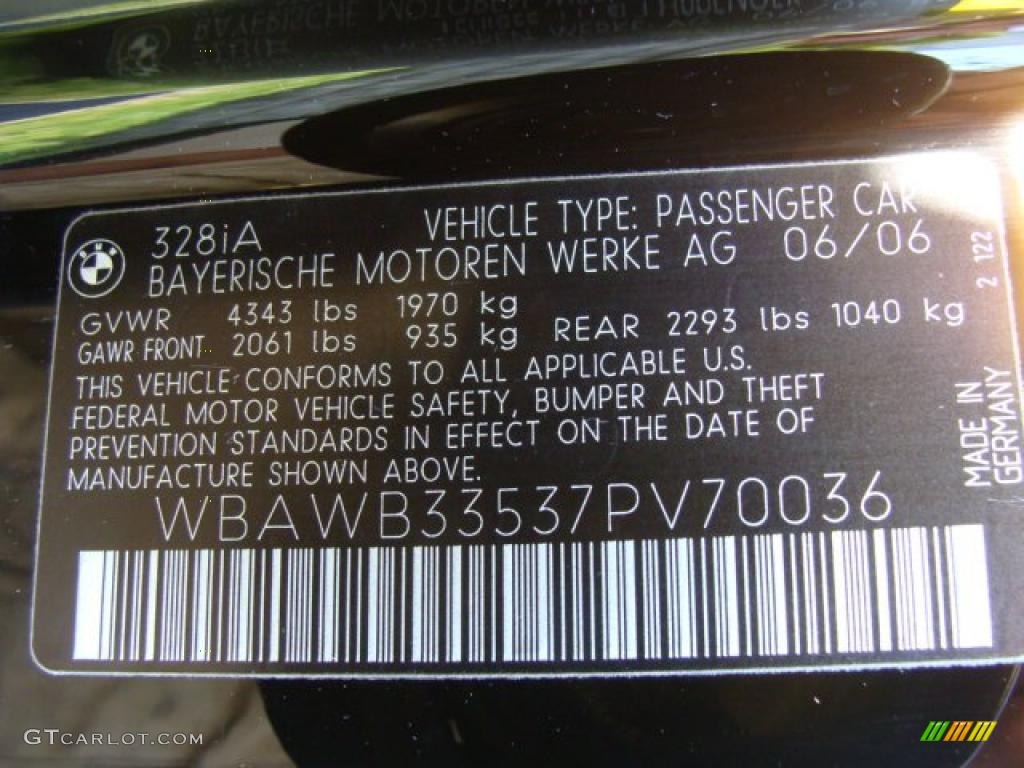 328iA VEHICLE TYPE: PASSENGER CAR
BAYERISCHE MOTOREN WERKE AG 06/06
GVWR 4343 lbs 1970 kg
GAWR FRONT 2061 lbs 935 kg REAR 2293 lbs 1040 kg
THIS VEHICLE CONFORMS TO ALL APPLICABLE U.S.
FEDERAL MOTOR VEHICLE SAFETY, BUMPER AND THEFT
PREVENTION STANDARDS IN EFFECT ON THE DATE OF
MANUFACTURE SHOWN ABOVE.
WBAWB33537PV70036
2 122
MADE IN
GERMANY
GTCARLOT.COM